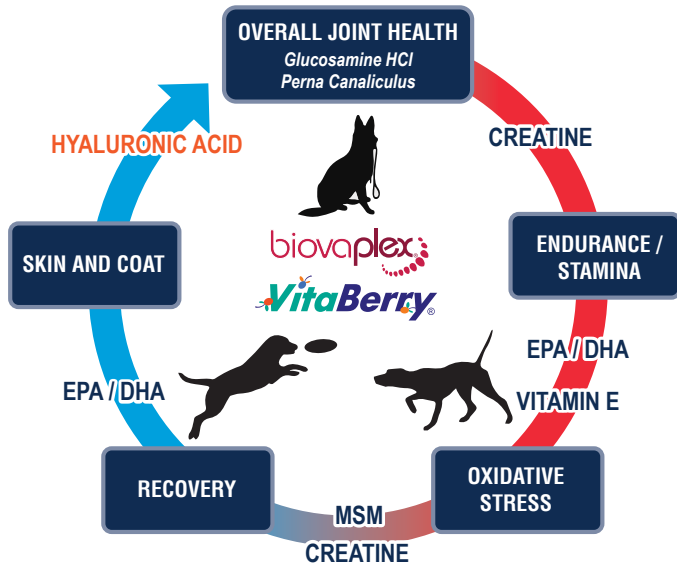 OVERALL JOINT HEALTH
Glucosamine HCl
Perna Canaliculus
HYALURONIC ACID
CREATINE
SKIN AND COAT
biovaplex®
ENDURANCE /
STAMINA
VitaBerry®
EPA / DHA
EPA / DHA
VITAMIN E
RECOVERY
OXIDATIVE
STRESS
MSM
CREATINE